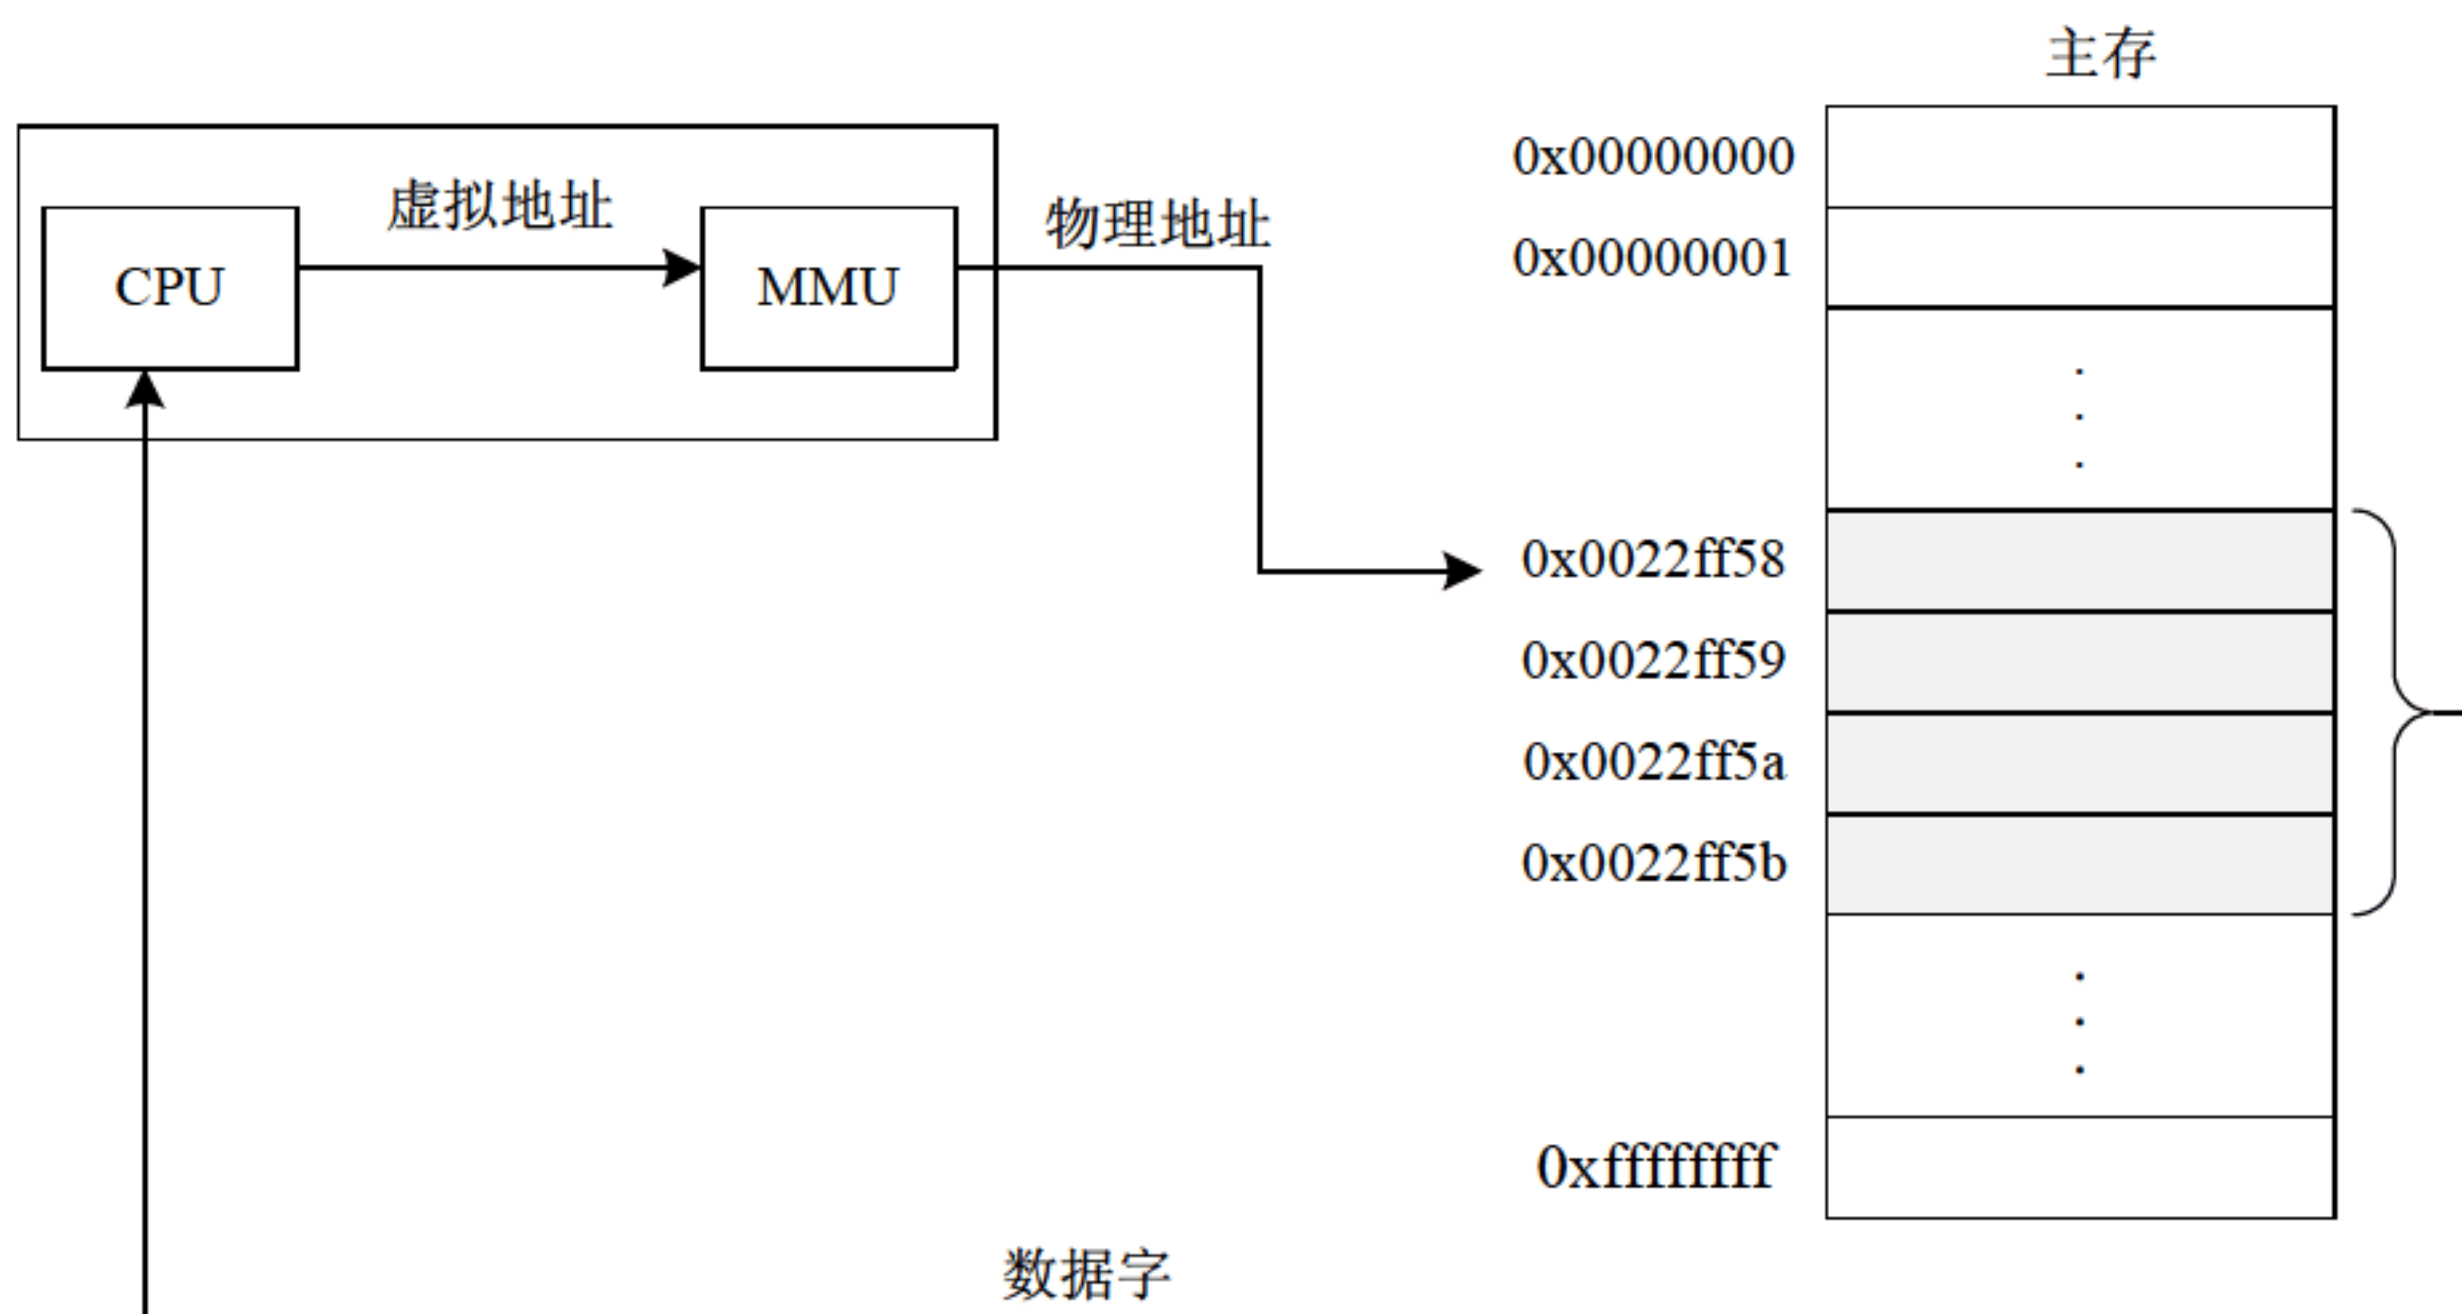 主存
0x00000000
虚拟地址
物理地址
0x00000001
CPU
MMU
.
.
.
0x0022ff58
0x0022ff59
0x0022ff5a
0x0022ff5b
.
.
.
0xffffffff
数据字